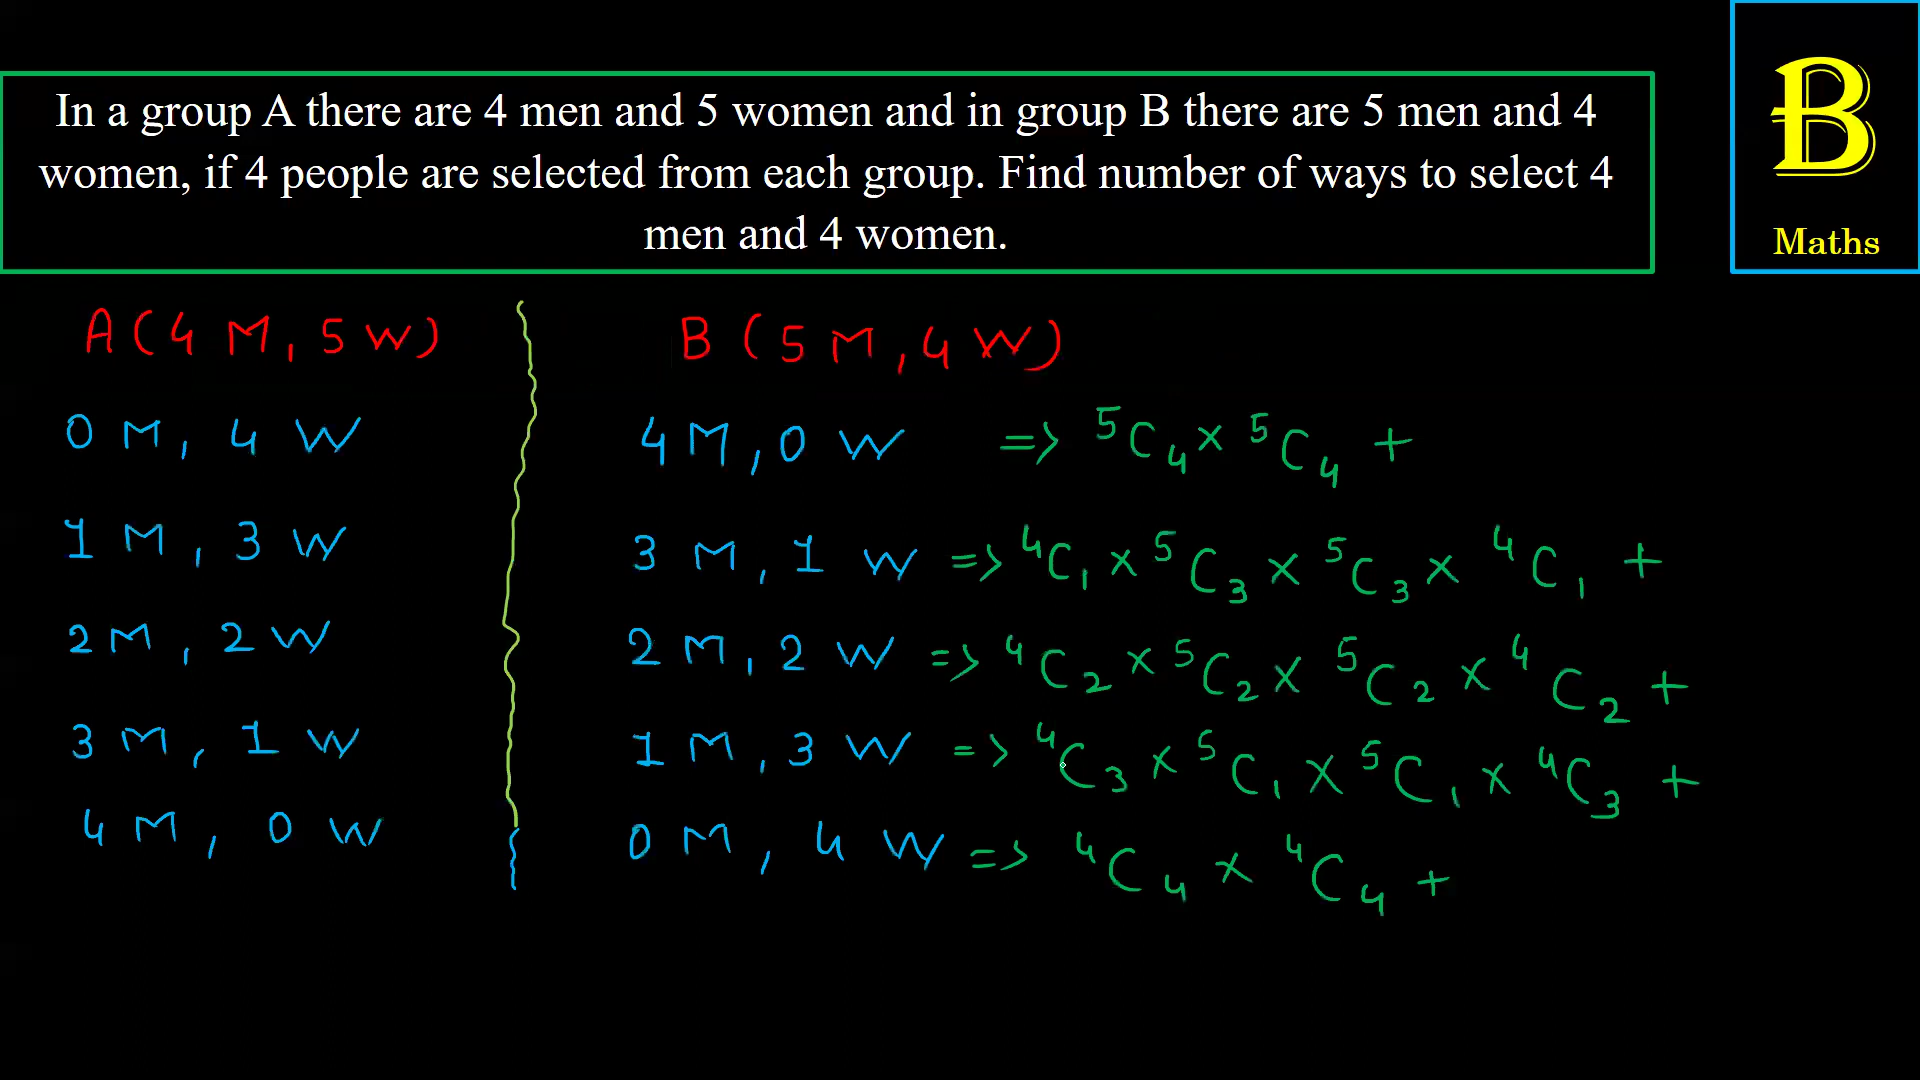 In a group A there are 4 men and 5 women and in group B there are 5 men and 4
women, if 4 people are selected from each group. Find number of ways to select 4
men and 4 women.
B
Maths
A (4 M, 5 W) B (5 M, 4 W)
0 M, 4 W 4 M, 0 W => ⁵C₄ × ⁵C₄ +
1 M, 3 W 3 M, 1 W => ⁴C₁ × ⁵C₃ × ⁵C₃ × ⁴C₁ +
2 M, 2 W 2 M, 2 W => ⁴C₂ × ⁵C₂ × ⁵C₂ × ⁴C₂ +
3 M, 1 W 1 M, 3 W => ⁴C₃ × ⁵C₁ × ⁵C₁ × ⁴C₃ +
4 M, 0 W 0 M, 4 W => ⁴C₄ × ⁴C₄ +